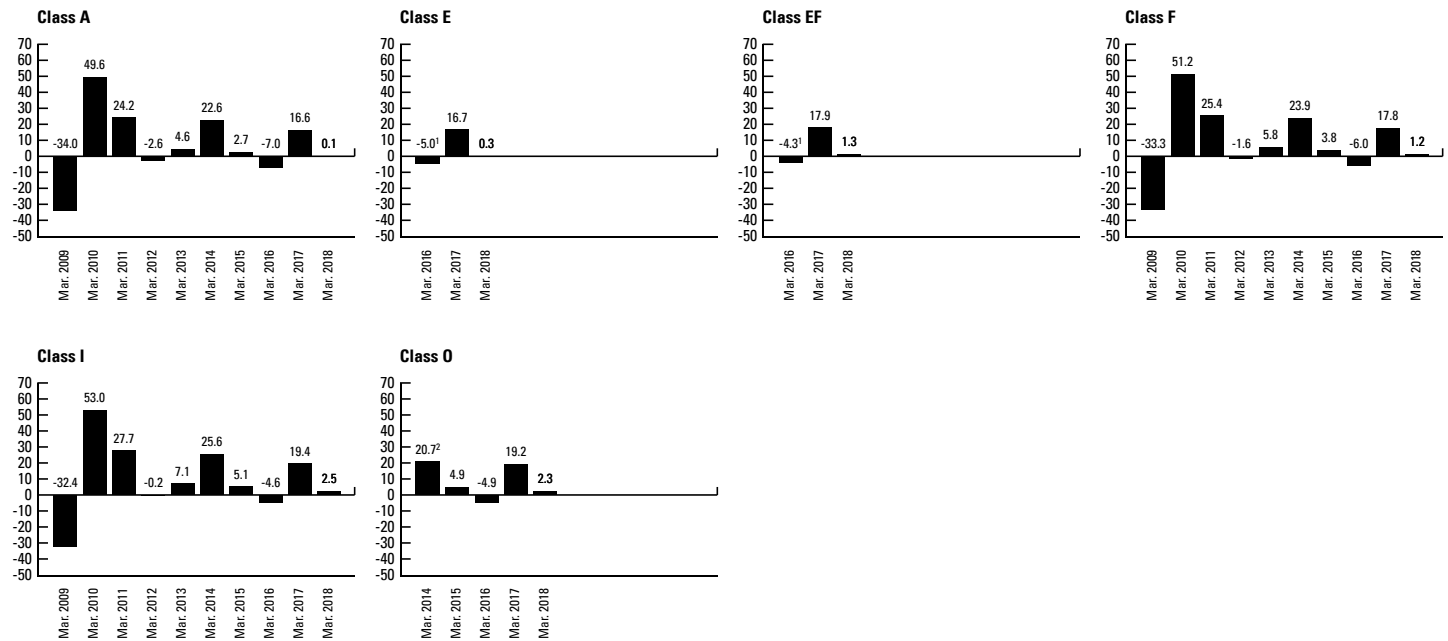 Class A
70
60
50
40
30
20
10
0
-10
-20
-30
-40
-50
-34.0
49.6
24.2
-2.6
4.6
22.6
2.7
-7.0
16.6
0.1
Mar. 2009
Mar. 2010
Mar. 2011
Mar. 2012
Mar. 2013
Mar. 2014
Mar. 2015
Mar. 2016
Mar. 2017
Mar. 2018
Class E
70
60
50
40
30
20
10
0
-10
-20
-30
-40
-50
-5.0¹
16.7
0.3
Mar. 2016
Mar. 2017
Mar. 2018
Class EF
70
60
50
40
30
20
10
0
-10
-20
-30
-40
-50
-4.3¹
17.9
1.3
Mar. 2016
Mar. 2017
Mar. 2018
Class F
70
60
50
40
30
20
10
0
-10
-20
-30
-40
-50
-33.3
51.2
25.4
-1.6
5.8
23.9
3.8
-6.0
17.8
1.2
Mar. 2009
Mar. 2010
Mar. 2011
Mar. 2012
Mar. 2013
Mar. 2014
Mar. 2015
Mar. 2016
Mar. 2017
Mar. 2018
Class I
70
60
50
40
30
20
10
0
-10
-20
-30
-40
-50
-32.4
53.0
27.7
-0.2
7.1
25.6
5.1
-4.6
19.4
2.5
Mar. 2009
Mar. 2010
Mar. 2011
Mar. 2012
Mar. 2013
Mar. 2014
Mar. 2015
Mar. 2016
Mar. 2017
Mar. 2018
Class O
70
60
50
40
30
20
10
0
-10
-20
-30
-40
-50
20.7²
4.9
-4.9
19.2
2.3
Mar. 2014
Mar. 2015
Mar. 2016
Mar. 2017
Mar. 2018